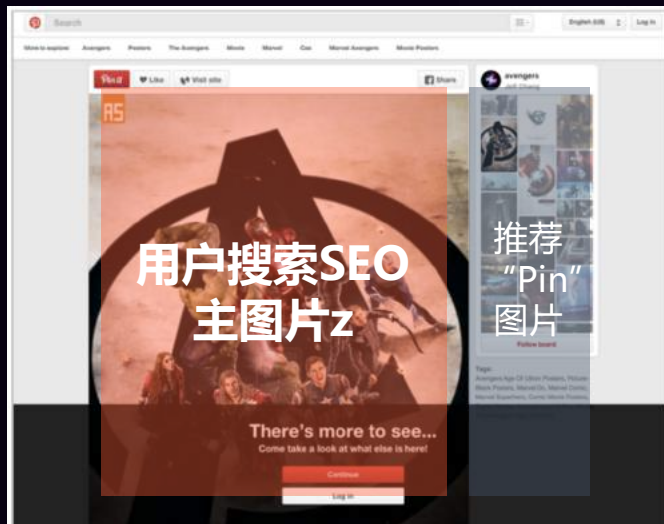 Search
English (US)
Log in
More to explore
Avengers
Posters
The Avengers
Movie
Marvel
Marvel Avengers
Movie Posters
Pin it
Like
Visit site
Share
avengers
Jeff Chang
AS
用户搜索SEO
主图片z
推荐
“Pin”
图片
Follow board
Tags:
There's more to see...
Come take a look at what else is here!
Continue
Log in